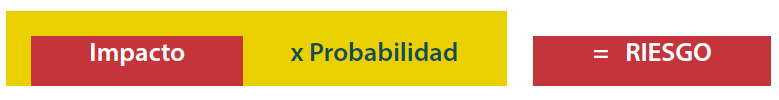 Impacto x Probabilidad = RIESGO